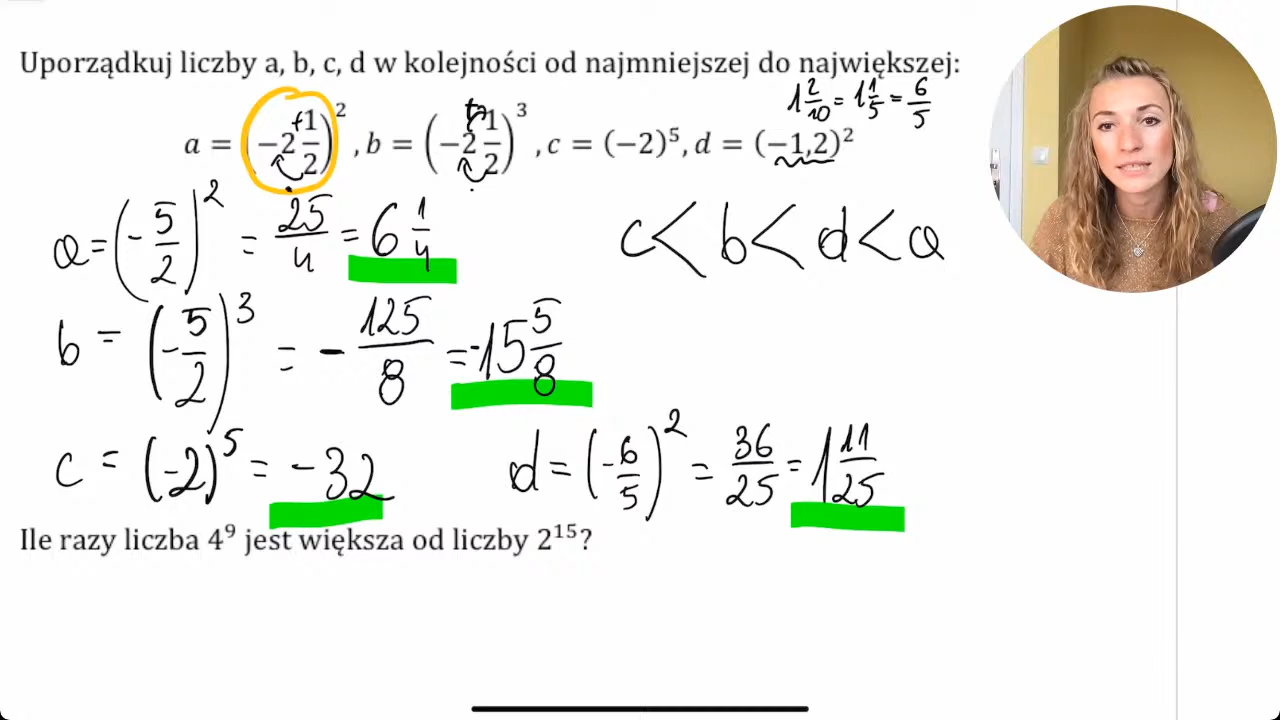 Uporządkuj liczby a, b, c, d w kolejności od najmniejszej do największej:
1 2/10 = 1 1/5 = 6/5
a = (−2 1/2)², b = (−2 1/2)³, c = (−2)⁵, d = (−1,2)²
a = (-5/2)² = 25/4 = 6 1/4
c < b < d < a
b = (-5/2)³ = -125/8 = -15 5/8
c = (-2)⁵ = -32
d = (-6/5)² = 36/25 = 1 11/25
Ile razy liczba 4⁹ jest większa od liczby 2¹⁵?